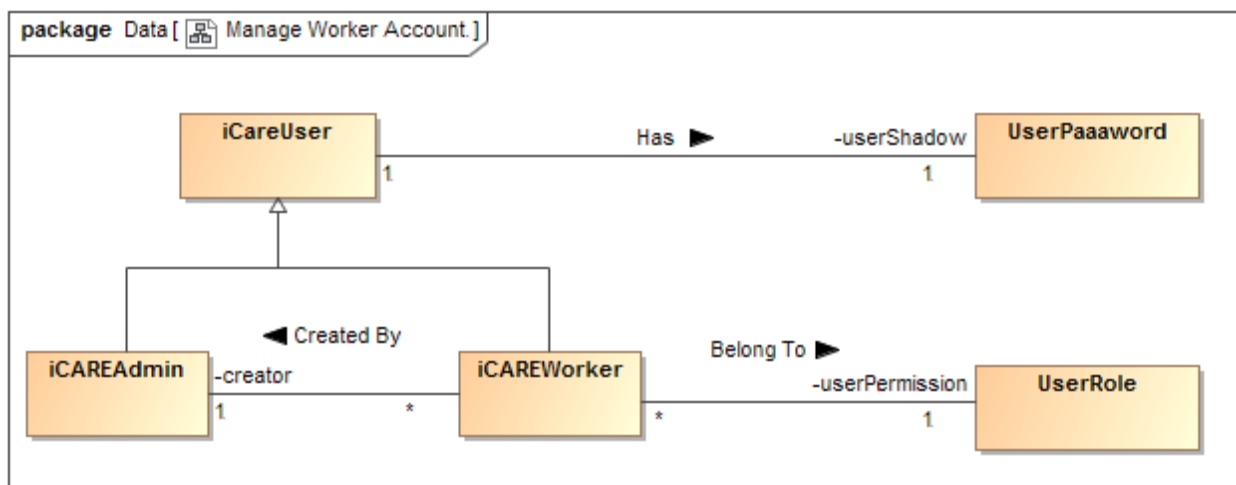 package Data [ Manage Worker Account. ]
iCareUser
Has ▶
-userShadow
UserPaaaword
1
1
◀ Created By
Belong To ▶
iCAREAdmin
-creator
iCAREWorker
-userPermission
UserRole
1
*
*
1